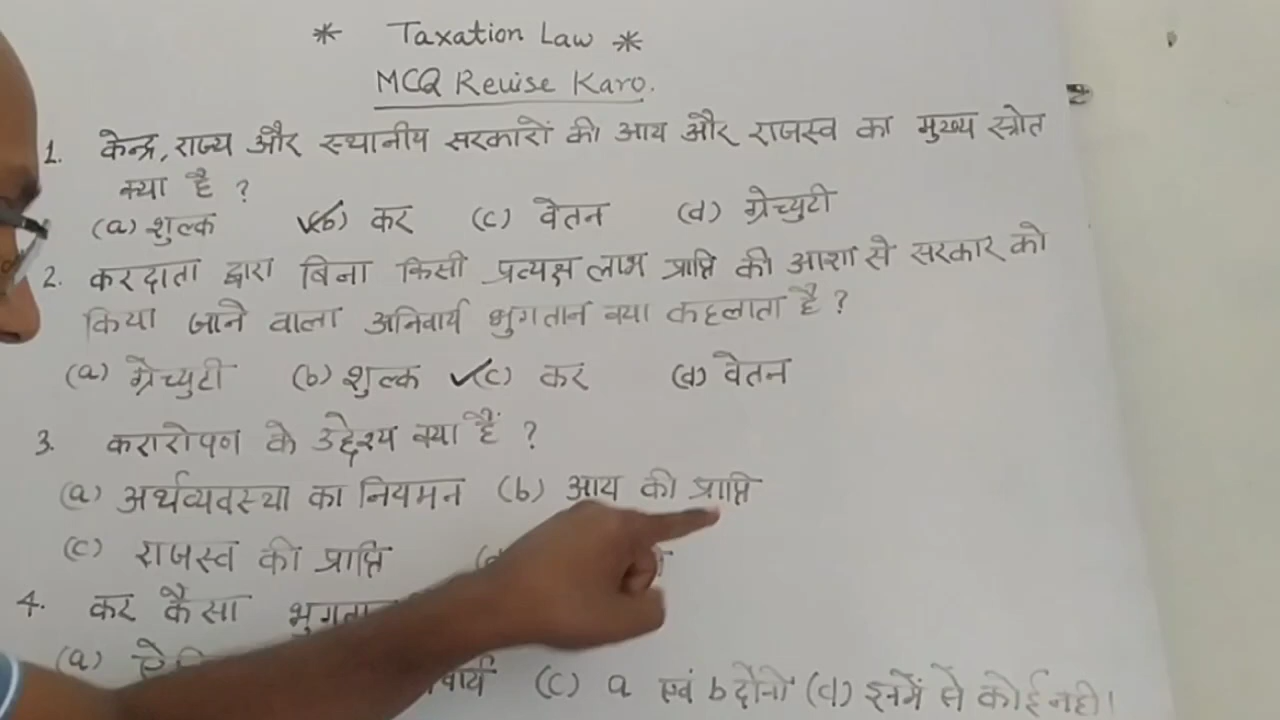 * Taxation Law *
MCQ Revise Karo.
1. केन्द्र, राज्य और स्थानीय सरकारों की आय और राजस्व का मुख्य स्रोत
क्या है ?
(a) शुल्क ✓(b) कर (c) वेतन (d) ग्रेच्युटी
2. करदाता द्वारा बिना किसी प्रत्यक्ष लाभ प्राप्ति की आशा से सरकार को
किया जाने वाला अनिवार्य भुगतान क्या कहलाता है ?
(a) ग्रेच्युटी (b) शुल्क ✓(c) कर (d) वेतन
3. करारोपण के उद्देश्य क्या हैं ?
(a) अर्थव्यवस्था का नियमन (b) आय की प्राप्ति
(c) राजस्व की प्राप्ति
4. कर कैसा
(a) (c) a एवं b दोनों (d) इनमें से कोई नहीं।